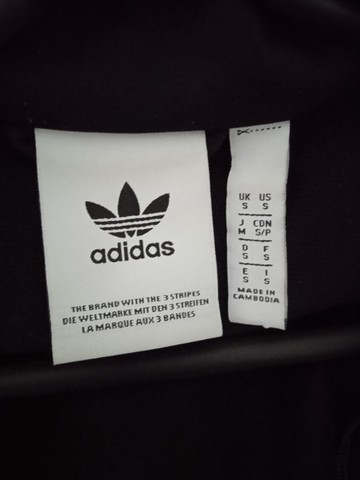 adidas
THE BRAND WITH THE 3 STRIPES
DIE WELTMARKE MIT DEN 3 STREIFEN
LA MARQUE AUX 3 BANDES
UK US
S S
J CDN
M S/P
D F
S S
E I
S S
MADE IN
CAMBODIA